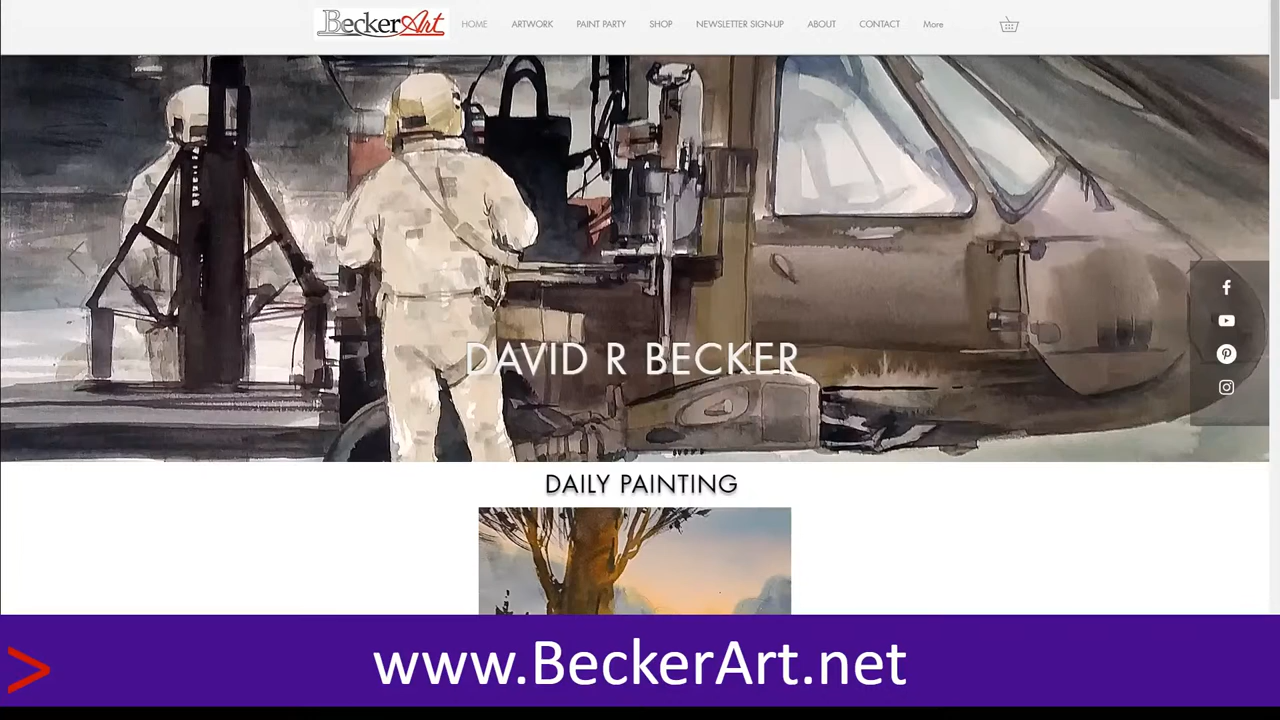 BeckerArt
HOME ARTWORK PAINT PARTY SHOP NEWSLETTER SIGN-UP ABOUT CONTACT More
DAVID R BECKER
DAILY PAINTING
> www.BeckerArt.net